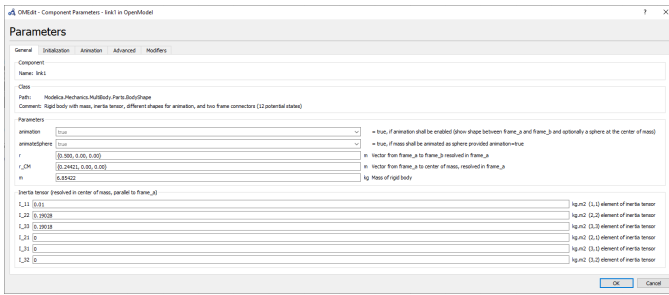 OMEdit - Component Parameters - link1 in OpenModel ? ×
Parameters
General Initialization Animation Advanced Modifiers
Component
Name: link1
Class
Path: Modelica.Mechanics.MultiBody.Parts.BodyShape
Comment: Rigid body with mass, inertia tensor, different shapes for animation, and two frame connectors (12 potential states)
Parameters
animation true = true, if animation shall be enabled (show shape between frame_a and frame_b and optionally a sphere at the center of mass)
animateSphere true = true, if mass shall be animated as sphere provided animation=true
r {0.500, 0.00, 0.00} m Vector from frame_a to frame_b resolved in frame_a
r_CM {0.24421, 0.00, 0.00} m Vector from frame_a to center of mass, resolved in frame_a
m 6.85422 kg Mass of rigid body
Inertia tensor (resolved in center of mass, parallel to frame_a)
I_11 0.01 kg.m2 (1,1) element of inertia tensor
I_22 0.19028 kg.m2 (2,2) element of inertia tensor
I_33 0.19018 kg.m2 (3,3) element of inertia tensor
I_21 0 kg.m2 (2,1) element of inertia tensor
I_31 0 kg.m2 (3,1) element of inertia tensor
I_32 0 kg.m2 (3,2) element of inertia tensor
OK Cancel